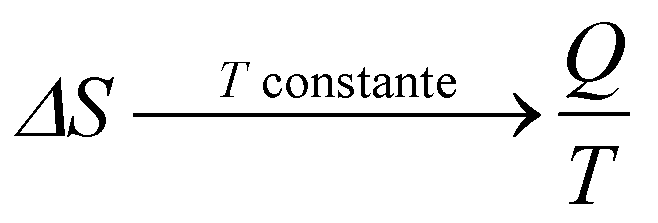 ΔS T constante → Q/T